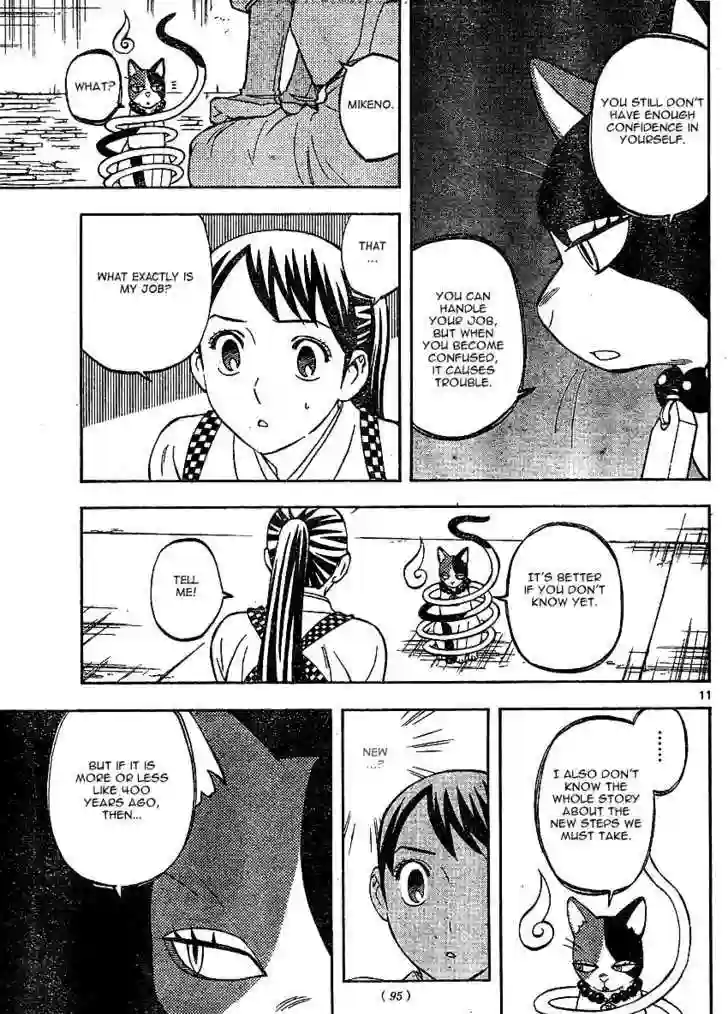 YOU STILL DON'T
HAVE ENOUGH
CONFIDENCE IN
YOURSELF.
YOU CAN
HANDLE
YOUR JOB,
BUT WHEN
YOU BECOME
CONFUSED,
IT CAUSES
TROUBLE.
MIKENO.
WHAT?
THAT
...
WHAT EXACTLY IS
MY JOB?
IT'S BETTER
IF YOU DON'T
KNOW YET.
TELL
ME!
11
......
I ALSO DON'T
KNOW THE
WHOLE STORY
ABOUT THE
NEW STEPS WE
MUST TAKE.
NEW
...?
BUT IF IT IS
MORE OR LESS
LIKE 400
YEARS AGO,
THEN...
( 95 )